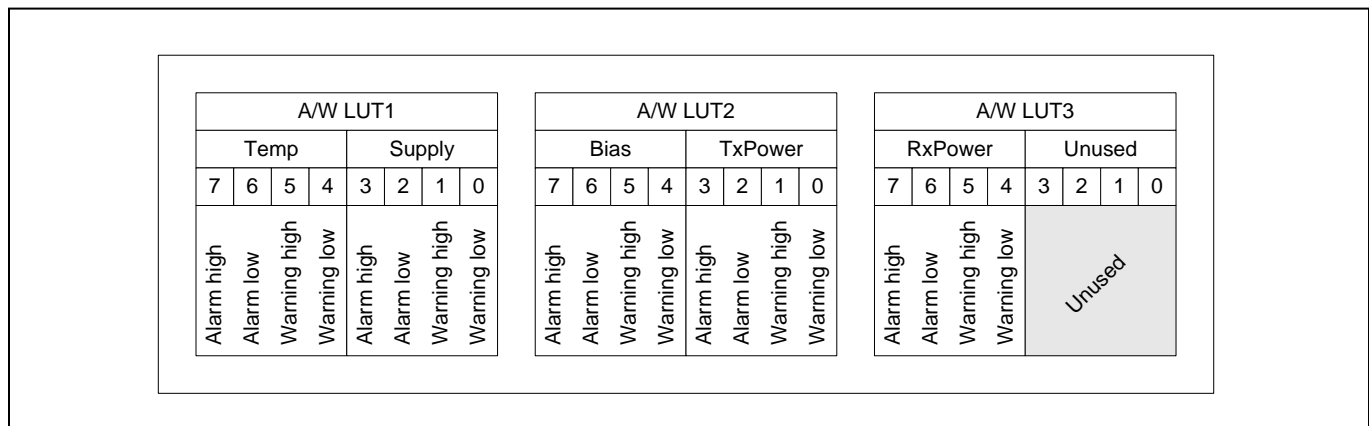 A/W LUT1
Temp Supply
7 6 5 4 3 2 1 0
Alarm high
Alarm low
Warning high
Warning low
Alarm high
Alarm low
Warning high
Warning low
A/W LUT2
Bias TxPower
7 6 5 4 3 2 1 0
Alarm high
Alarm low
Warning high
Warning low
Alarm high
Alarm low
Warning high
Warning low
A/W LUT3
RxPower Unused
7 6 5 4 3 2 1 0
Alarm high
Alarm low
Warning high
Warning low
Unused